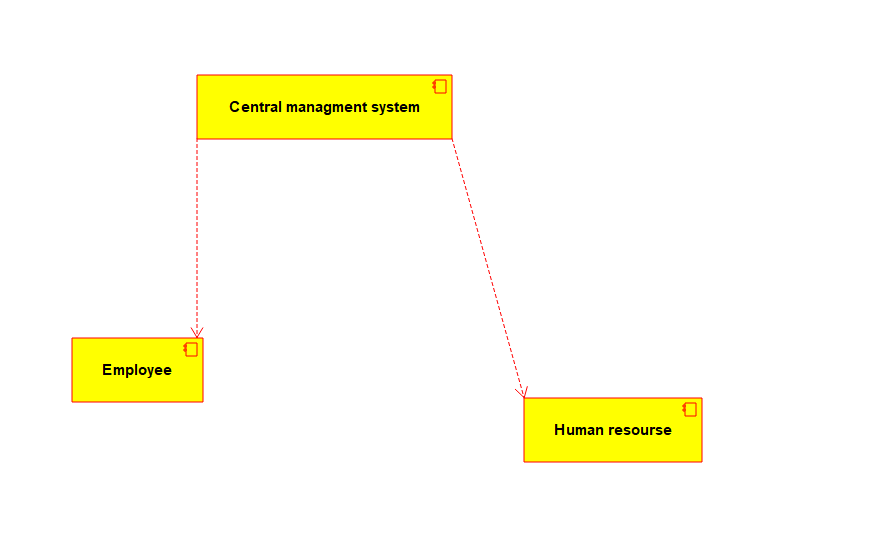 Central managment system
Employee
Human resourse